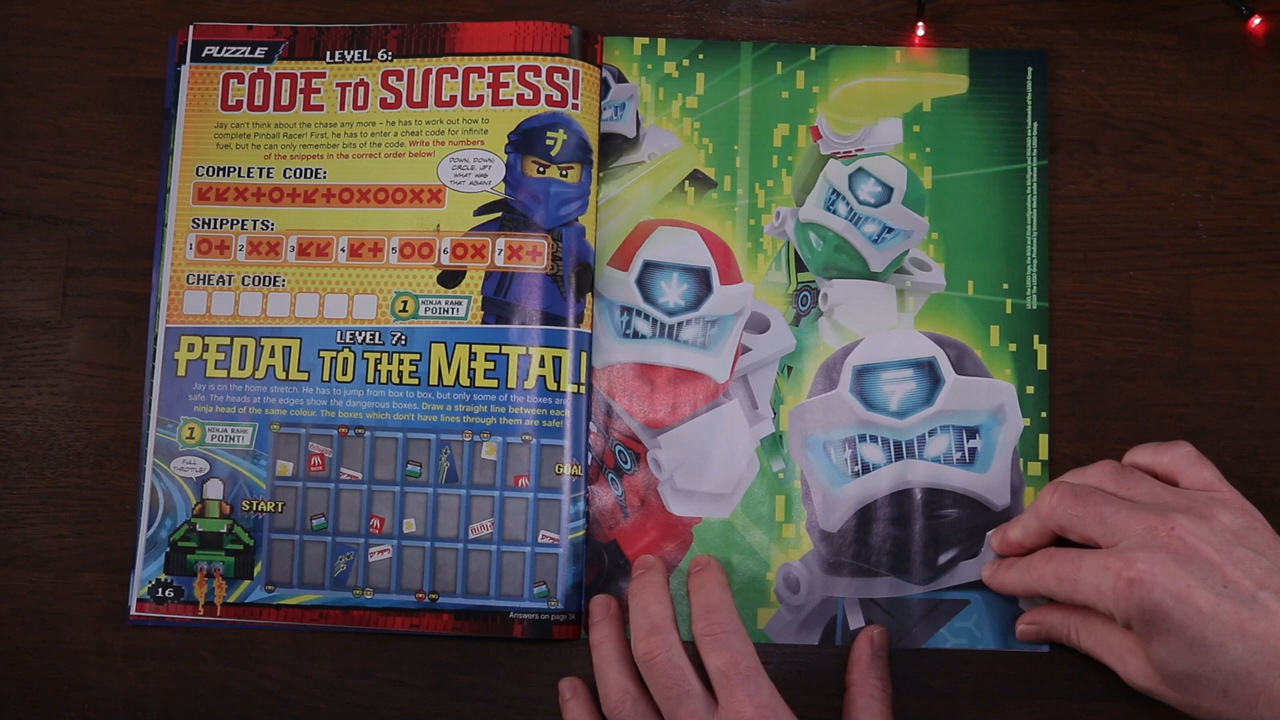 PUZZLE
LEVEL 6:
CODE TO SUCCESS!
Jay can't think about the chase any more – he has to work out how to
complete Pinball Racer! First, he has to enter a cheat code for infinite
fuel, but he can only remember bits of the code. Write the numbers
of the snippets in the correct order below!
DOWN, DOWN,
CIRCLE, UP?
WHAT WAS
THAT AGAIN?
COMPLETE CODE:
SNIPPETS:
1 2 3 4 5 6 7
CHEAT CODE:
1 NINJA RANK
POINT!
LEVEL 7:
PEDAL TO THE METAL!
Jay is on the home stretch. He has to jump from box to box, but only some of the boxes are
safe. The heads at the edges show the dangerous boxes. Draw a straight line between each
ninja head of the same colour. The boxes which don't have lines through them are safe!
1 NINJA RANK
POINT!
FULL
THROTTLE!
GOAL
START
16
Answers on page 34